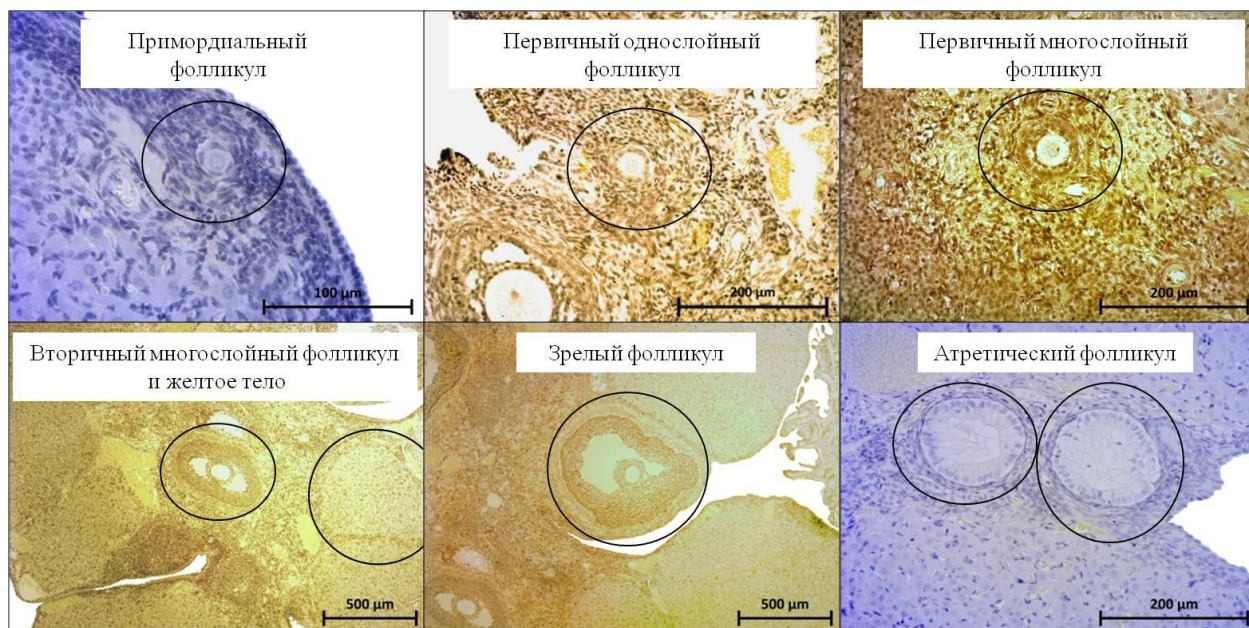 Примордиальный
фолликул
Первичный однослойный
фолликул
Первичный многослойный
фолликул
100 µm
200 µm
200 µm
Вторичный многослойный фолликул
и желтое тело
Зрелый фолликул
Атретический фолликул
500 µm
500 µm
200 µm